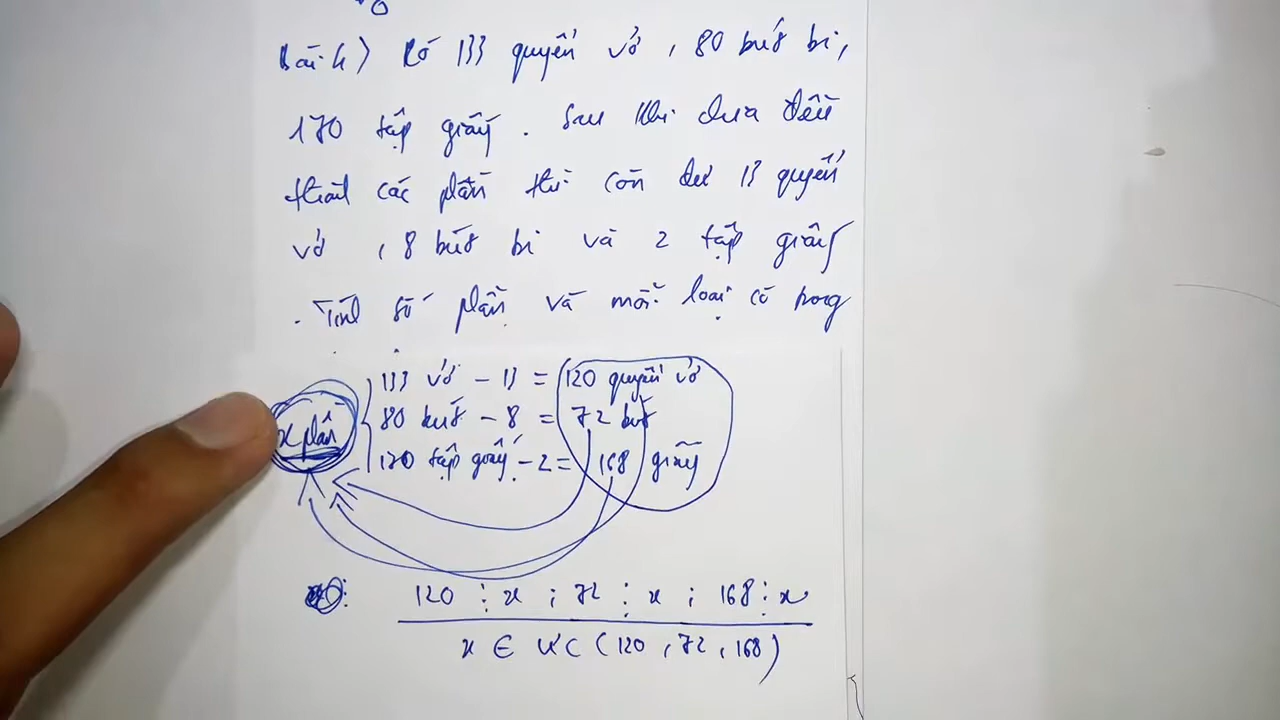 Bài 4) Có 133 quyển vở, 80 bút bi,
170 tập giấy. Sau khi chia đều
thành các phần thì còn dư 13 quyển
vở, 8 bút bi và 2 tập giấy
. Tính số phần và mỗi loại có trong
x phần
133 vở - 13 = 120 quyển vở
80 bút - 8 = 72 bút
170 tập giấy - 2 = 168 giấy
120 ⋮ x ; 72 ⋮ x ; 168 ⋮ x
x ∈ ƯC (120, 72, 168)